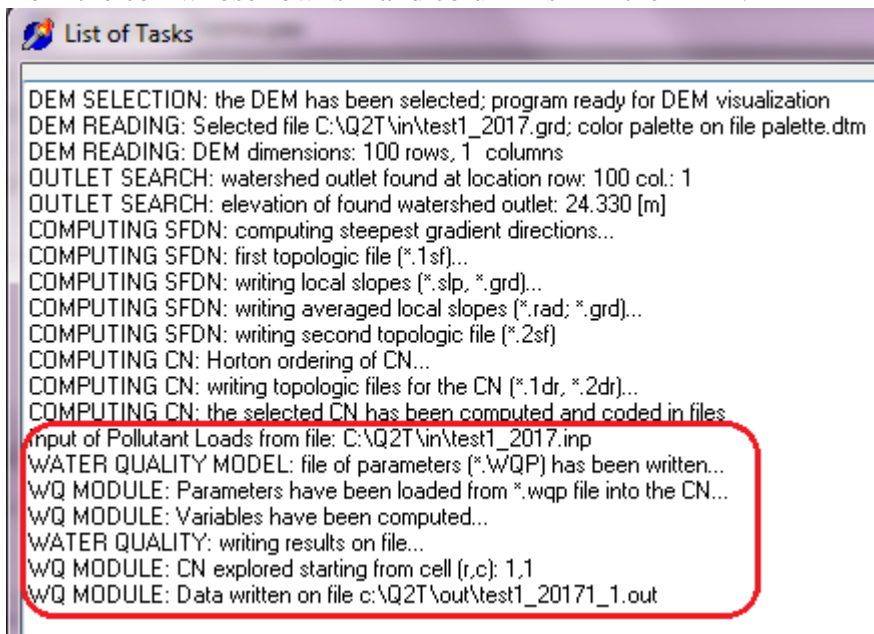 List of Tasks
DEM SELECTION: the DEM has been selected; program ready for DEM visualization
DEM READING: Selected file C:\Q2T\in\test1_2017.grd; color palette on file palette.dtm
DEM READING: DEM dimensions: 100 rows, 1 columns
OUTLET SEARCH: watershed outlet found at location row: 100 col.: 1
OUTLET SEARCH: elevation of found watershed outlet: 24.330 [m]
COMPUTING SFDN: computing steepest gradient directions...
COMPUTING SFDN: first topologic file (*.1sf)...
COMPUTING SFDN: writing local slopes (*.slp, *.grd)...
COMPUTING SFDN: writing averaged local slopes (*.rad; *.grd)...
COMPUTING SFDN: writing second topologic file (*.2sf)
COMPUTING CN: Horton ordering of CN...
COMPUTING CN: writing topologic files for the CN (*.1dr, *.2dr)...
COMPUTING CN: the selected CN has been computed and coded in files
Input of Pollutant Loads from file: C:\Q2T\in\test1_2017.inp
WATER QUALITY MODEL: file of parameters (*.WQP) has been written...
WQ MODULE: Parameters have been loaded from *.wqp file into the CN...
WQ MODULE: Variables have been computed...
WATER QUALITY: writing results on file...
WQ MODULE: CN explored starting from cell (r,c): 1,1
WQ MODULE: Data written on file c:\Q2T\out\test1_20171_1.out